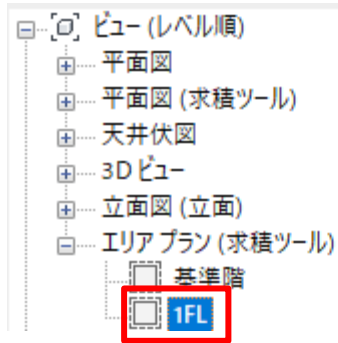 ビュー (レベル順)
平面図
平面図 (求積ツール)
天井伏図
3D ビュー
立面図 (立面)
エリア プラン (求積ツール)
基準階
1FL